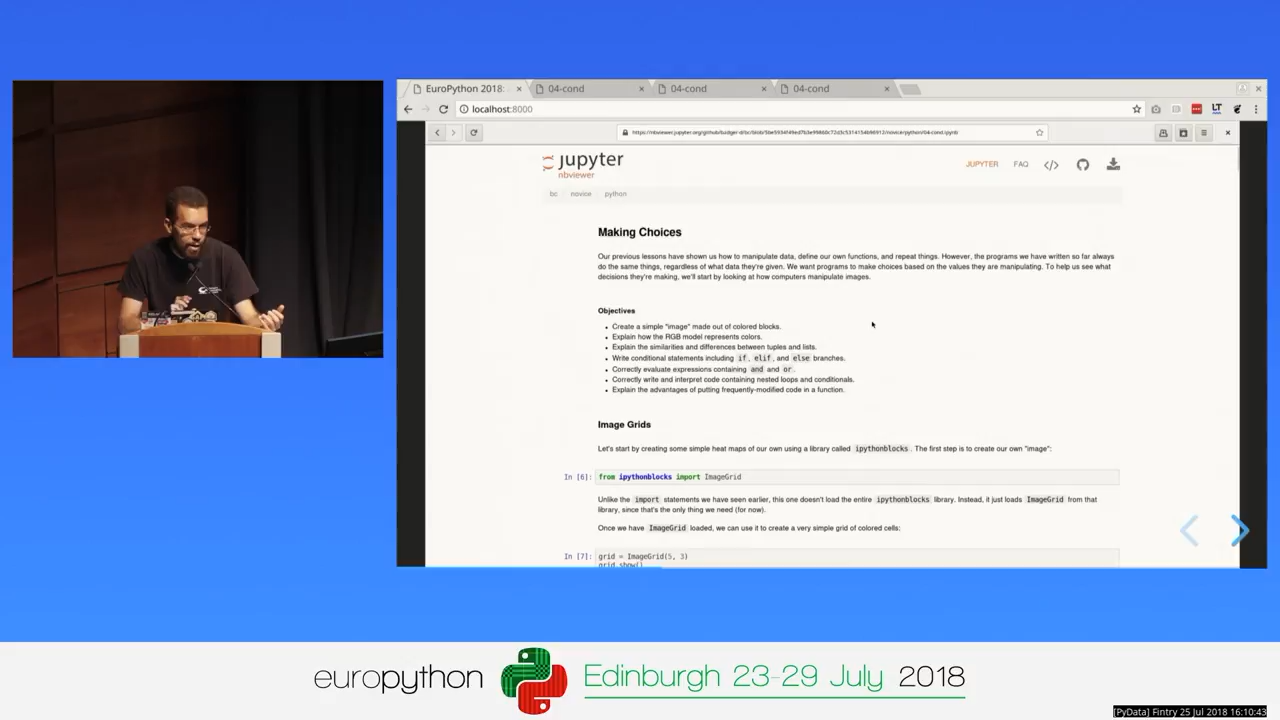 EuroPython 2018:
04-cond
04-cond
04-cond
localhost:8000
LT
jupyter
nbviewer
JUPYTER FAQ
bc novice python
Making Choices
Our previous lessons have shown us how to manipulate data, define our own functions, and repeat things. However, the programs we have written so far always
do the same things, regardless of what data they're given. We want programs to make choices based on the values they are manipulating. To help us see what
decisions they're making, we'll start by looking at how computers manipulate images.
Objectives
Create a simple "image" made out of colored blocks.
Explain how the RGB model represents colors.
Explain the similarities and differences between tuples and lists.
Write conditional statements including if, elif, and else branches.
Correctly evaluate expressions containing and and or.
Correctly write and interpret code containing nested loops and conditionals.
Explain the advantages of putting frequently-modified code in a function.
Image Grids
Let's start by creating some simple heat maps of our own using a library called ipythonblocks. The first step is to create our own "image":
In [6]: from ipythonblocks import ImageGrid
Unlike the import statements we have seen earlier, this one doesn't load the entire ipythonblocks library. Instead, it just loads ImageGrid from that
library, since that's the only thing we need (for now).
Once we have ImageGrid loaded, we can use it to create a very simple grid of colored cells:
In [7]: grid = ImageGrid(5, 3)
grid.show()
europython Edinburgh 23-29 July 2018
[PyData] Fintry 25 Jul 2018 16:10:43